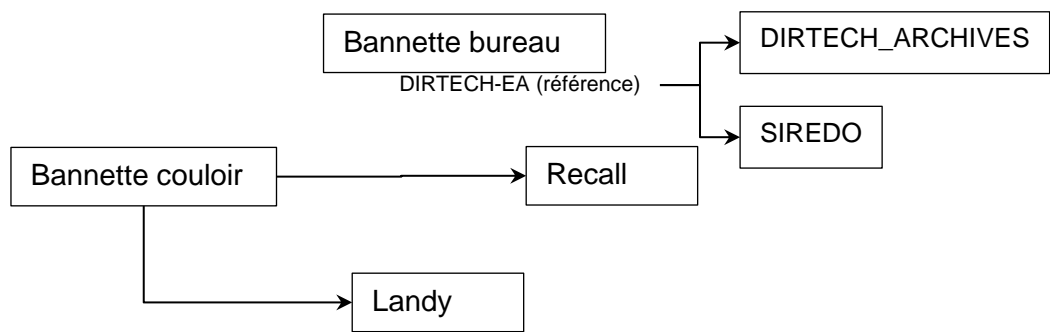 Bannette bureau
DIRTECH_ARCHIVES
DIRTECH-EA (référence)
SIREDO
Bannette couloir
Recall
Landy